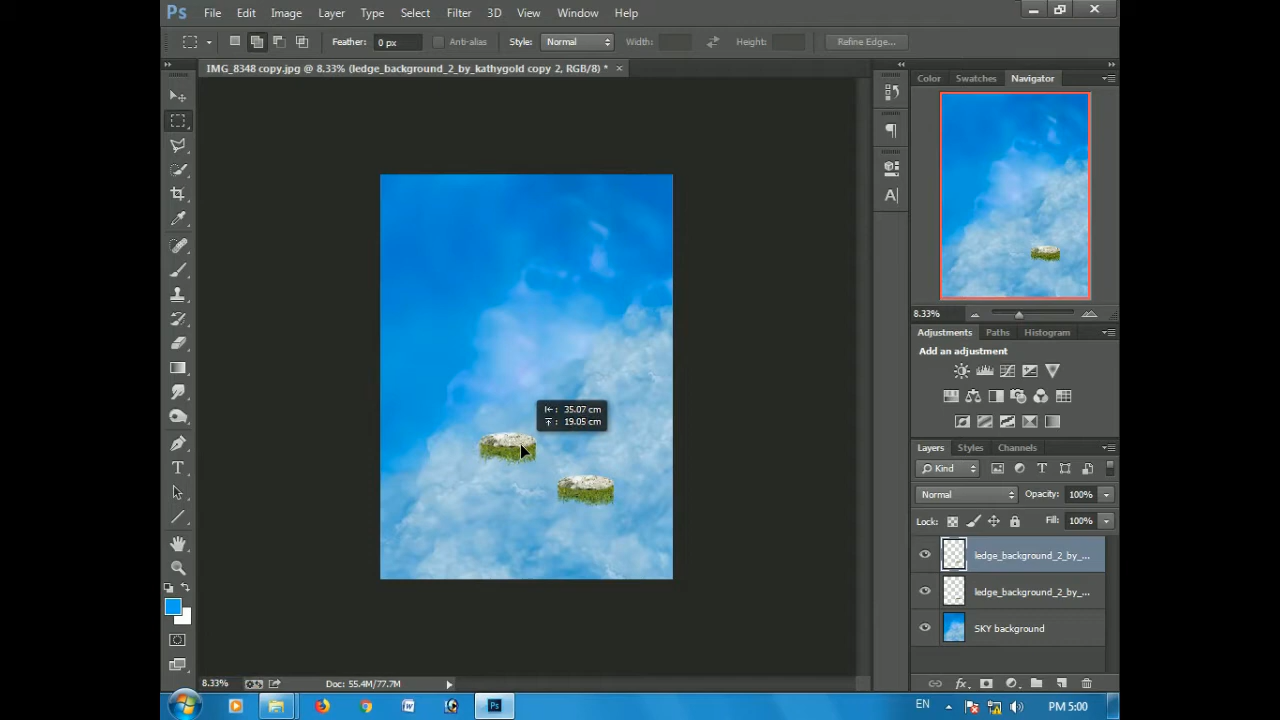 Ps File Edit Image Layer Type Select Filter 3D View Window Help
Feather: 0 px Anti-alias Style: Normal Width: Height: Refine Edge...
IMG_8348 copy.jpg @ 8.33% (ledge_background_2_by_kathygold copy 2, RGB/8) *
Color Swatches Navigator
8.33%
Adjustments Paths Histogram
Add an adjustment
35.07 cm
19.05 cm
Layers Styles Channels
Kind
Normal Opacity: 100%
Lock: Fill: 100%
ledge_background_2_by_...
ledge_background_2_by_...
SKY background
8.33% Doc: 55.4M/77.7M
EN PM 5:00